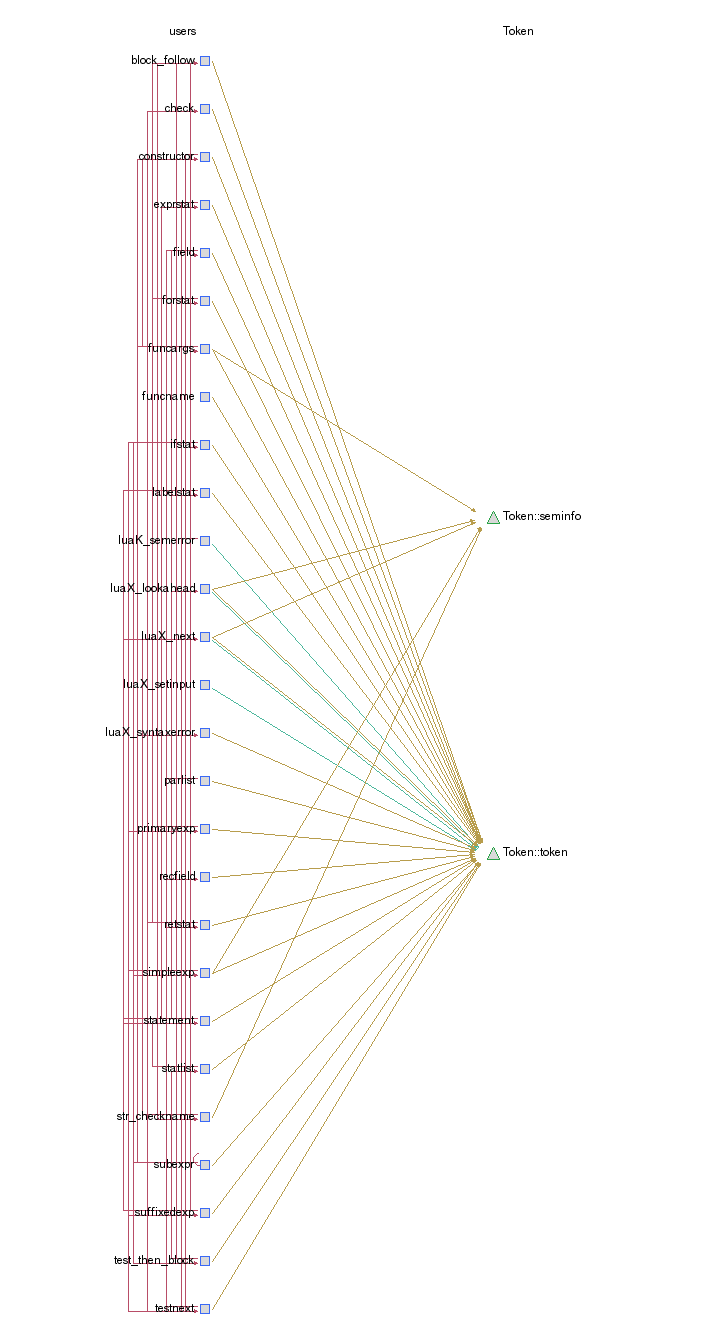 users Token
block_follow
check
constructor
exprstat
field
forstat
funcargs
funcname
ifstat
labelstat
Token::seminfo
luaK_semerror
luaX_lookahead
luaX_next
luaX_setinput
luaX_syntaxerror
parlist
primaryexp
Token::token
recfield
retstat
simpleexp
statement
statlist
str_checkname
subexpr
suffixedexp
test_then_block
testnext